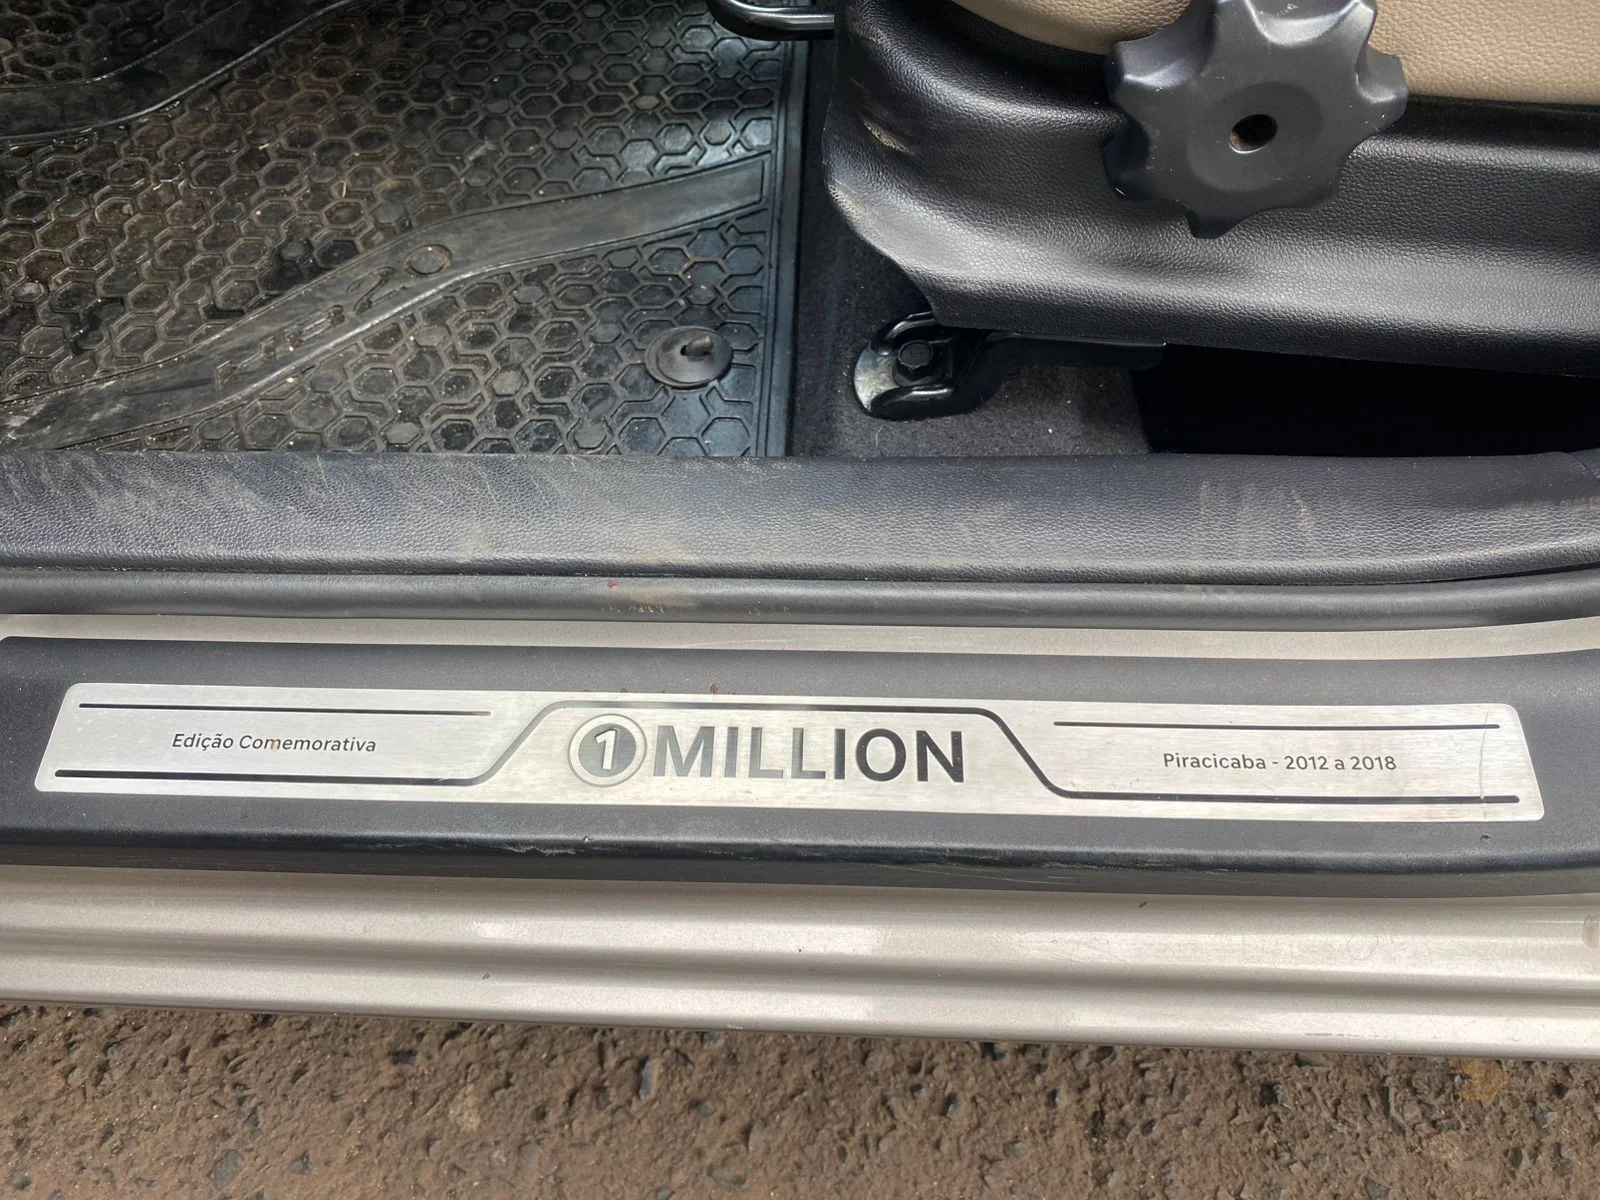 Edição Comemorativa
1 MILLION
Piracicaba - 2012 a 2018